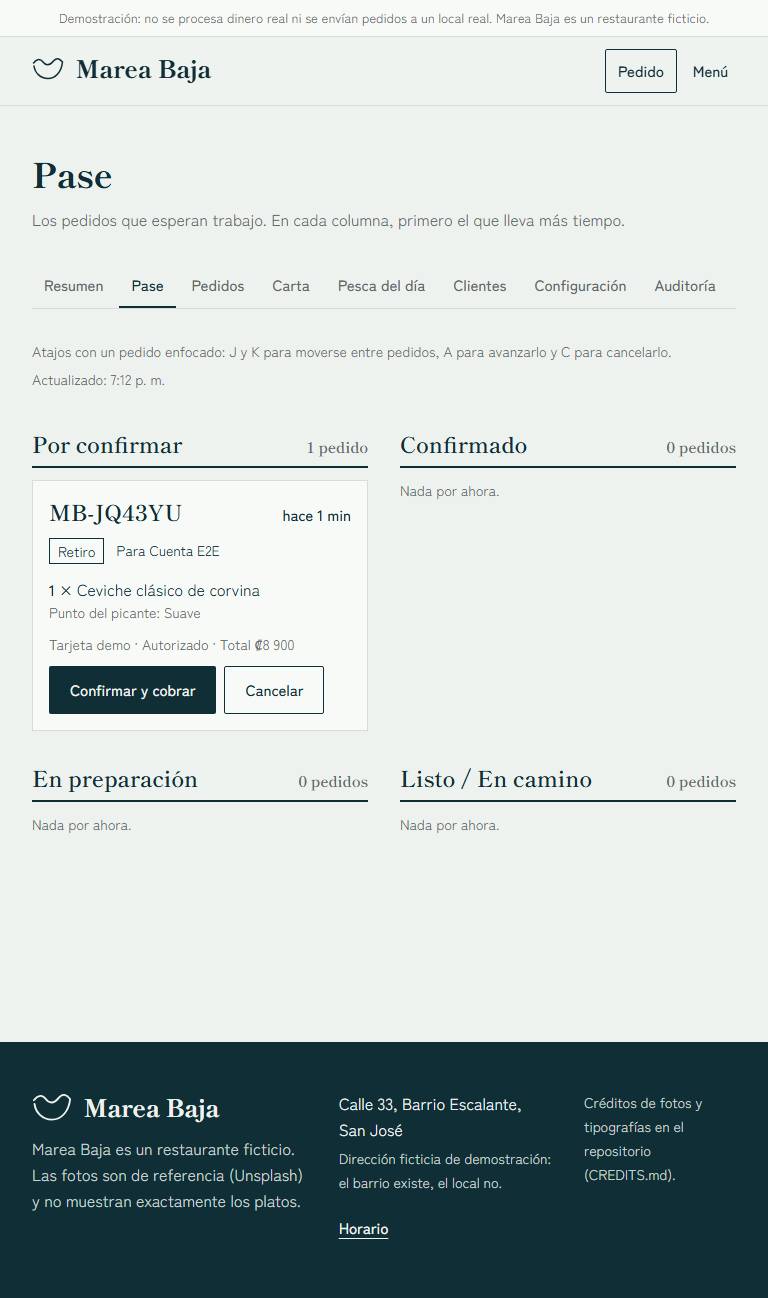 Demostración: no se procesa dinero real ni se envían pedidos a un local real. Marea Baja es un restaurante ficticio.
Marea Baja
Pedido
Menú
Pase
Los pedidos que esperan trabajo. En cada columna, primero el que lleva más tiempo.
Resumen
Pase
Pedidos
Carta
Pesca del día
Clientes
Configuración
Auditoría
Atajos con un pedido enfocado: J y K para moverse entre pedidos, A para avanzarlo y C para cancelarlo.
Actualizado: 7:12 p. m.
Por confirmar
1 pedido
MB-JQ43YU
hace 1 min
Retiro
Para Cuenta E2E
1 × Ceviche clásico de corvina
Punto del picante: Suave
Tarjeta demo · Autorizado · Total ₡8 900
Confirmar y cobrar
Cancelar
Confirmado
0 pedidos
Nada por ahora.
En preparación
0 pedidos
Nada por ahora.
Listo / En camino
0 pedidos
Nada por ahora.
Marea Baja
Marea Baja es un restaurante ficticio.
Las fotos son de referencia (Unsplash)
y no muestran exactamente los platos.
Calle 33, Barrio Escalante,
San José
Dirección ficticia de demostración:
el barrio existe, el local no.
Horario
Créditos de fotos y
tipografías en el
repositorio
(CREDITS.md).